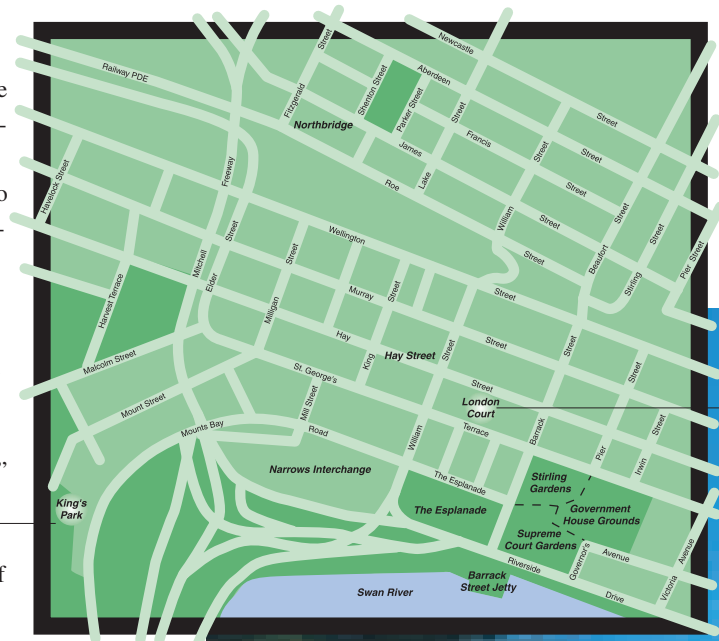 Newcastle
Street
Railway PDE
Aberdeen
Street
Shenton Street
Fitzgerald
Parker Street
Street
Street
Northbridge
James
Francis
Street
Street
Street
Freeway
Havelock Street
Roe
Lake
William
Street
Street
Street
Wellington
Street
Beaufort
Street
Pier Street
Street
Stirling
Mitchell
Elder
Harvest Terrace
Milligan
Murray
Street
Street
Hay
Street
Malcolm Street
King
Hay Street
Street
Street
Street
St. George's
Street
Mount Street
Mill Street
London
Court
Mounts Bay
Road
William
Terrace
Barrack
Pier
Irwin
Street
Narrows Interchange
The Esplanade
Stirling
Gardens
King's
Park
The Esplanade
Government
House Grounds
Supreme
Court Gardens
Riverside
Governor's
Avenue
Avenue
Victoria
Drive
Barrack
Street Jetty
Swan River
e
-
o
-
”
f